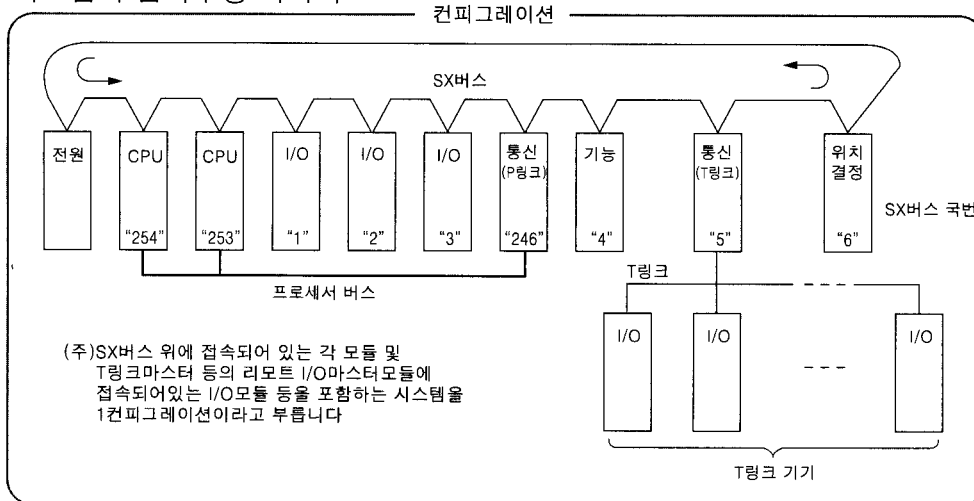 컨피그레이션
SX버스
전원
CPU
"254"
CPU
"253"
I/O
"1"
I/O
"2"
I/O
"3"
통신
(P링크)
"246"
기능
"4"
통신
(T링크)
"5"
위치
결정
"6"
SX버스 국번
프로세서 버스
T링크
I/O
I/O
I/O
T링크 기기
(주)SX버스 위에 접속되어 있는 각 모듈 및
T링크마스터 등의 리모트 I/O마스터모듈에
접속되어있는 I/O모듈 등을 포함하는 시스템을
1컨피그레이션이라고 부릅니다